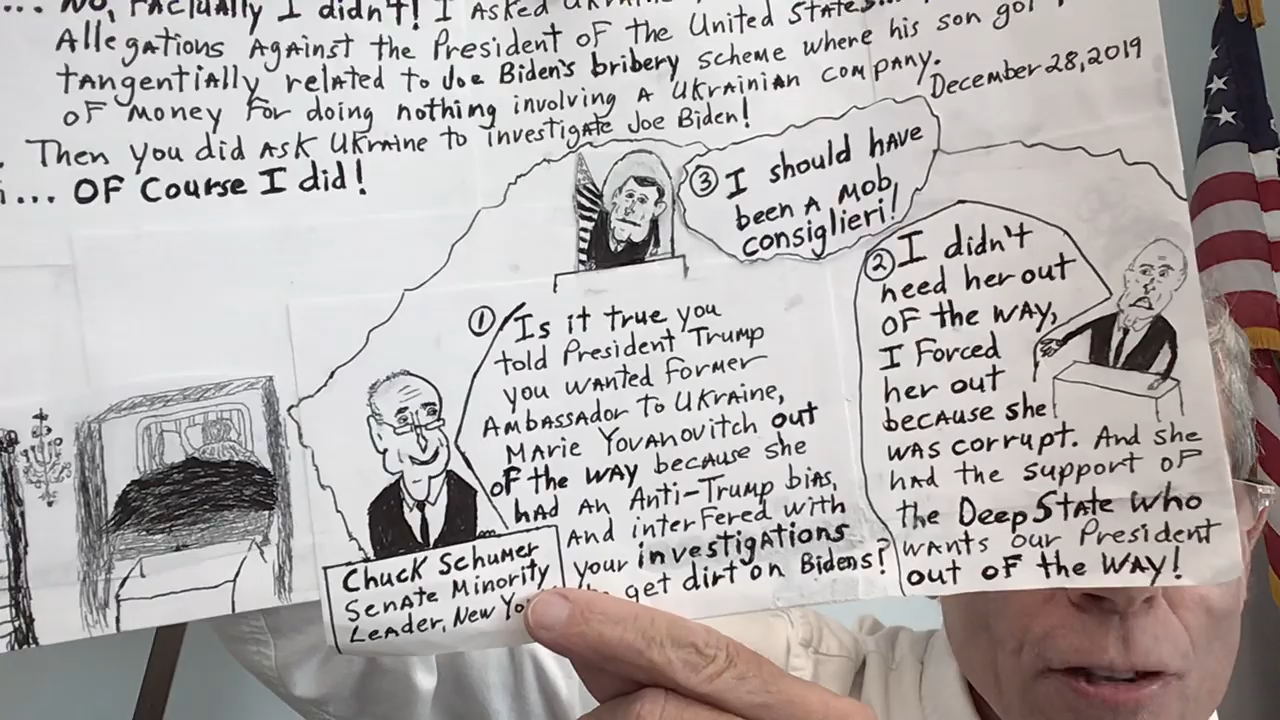 ... No, Factually I didn't! I Asked
Allegations Against the President of the United States...
tangentially related to Joe Biden's bribery scheme where his son got
of money for doing nothing involving a Ukrainian company.
December 28, 2019
. Then you did ask Ukraine to investigate Joe Biden!
... OF Course I did!
③ I should have
been a mob
consiglieri!
① Is it true you
told President Trump
you wanted former
Ambassador to Ukraine,
Marie Yovanovitch out
of the way because she
had an Anti-Trump bias,
and interfered with
your investigations
get dirt on Bidens?
② I didn't
need her out
of the way,
I Forced
her out
because she
was corrupt. And she
had the support of
the Deep State who
wants our President
out of the way!
Chuck Schumer
Senate Minority
Leader, New